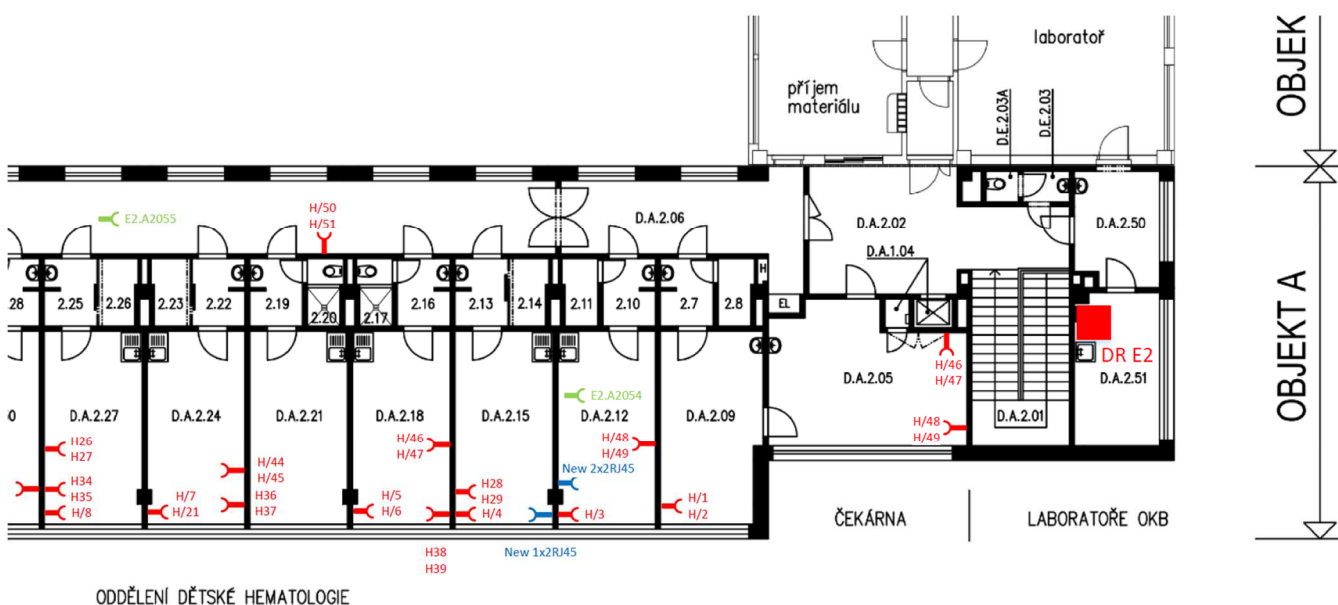 laboratoř
OBJEK
příjem
materiálu
D.E.2.03A
D.E.2.03
E2.A2055
H/50
H/51
D.A.2.06
D.A.2.02
D.A.1.04
D.A.2.50
28
2.25
2.26
2.23
2.22
2.19
2.20
2.17
2.16
2.13
2.14
2.11
2.10
2.7
2.8
H
EL
DR E2
OBJEKT A
H/46
H/47
D.A.2.27
D.A.2.24
D.A.2.21
D.A.2.18
D.A.2.15
E2.A2054
D.A.2.12
D.A.2.09
D.A.2.05
D.A.2.51
D.A.2.01
H26
H27
H/44
H/45
H/46
H/47
H/48
H/49
H/48
H/49
New 2x2RJ45
H34
H35
H/8
H/7
H/21
H36
H37
H/5
H/6
H28
H29
H/4
H/3
H/1
H/2
ČEKÁRNA
LABORATOŘE OKB
H38
H39
New 1x2RJ45
ODDĚLENÍ DĚTSKÉ HEMATOLOGIE